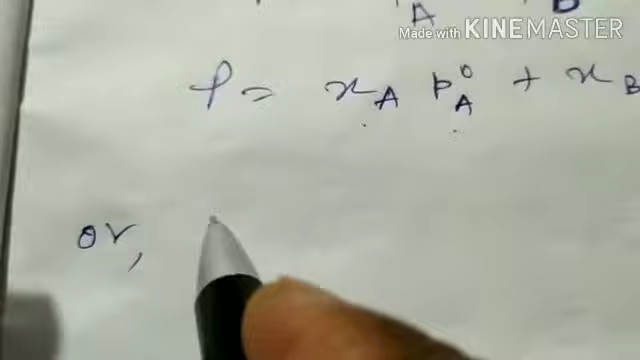 A B
Made with KINEMASTER
P = x_A p°_A + x_B
or,